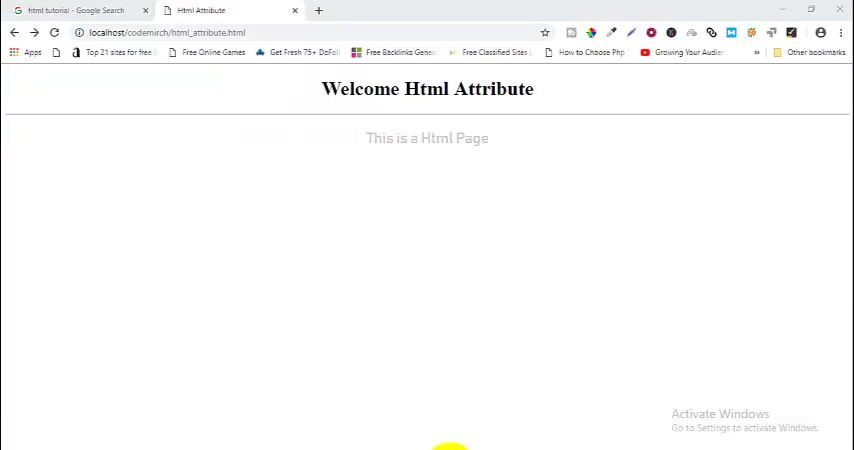 html tutorial - Google Search
Html Attribute
localhost/codemirch/html_attribute.html
Apps
Top 21 sites for free
Free Online Games
Get Fresh 75+ DoFoll
Free Backlinks Gener
Free Classified Sites
How to Choose Php
Growing Your Audien
Other bookmarks
Welcome Html Attribute
This is a Html Page
Activate Windows
Go to Settings to activate Windows.